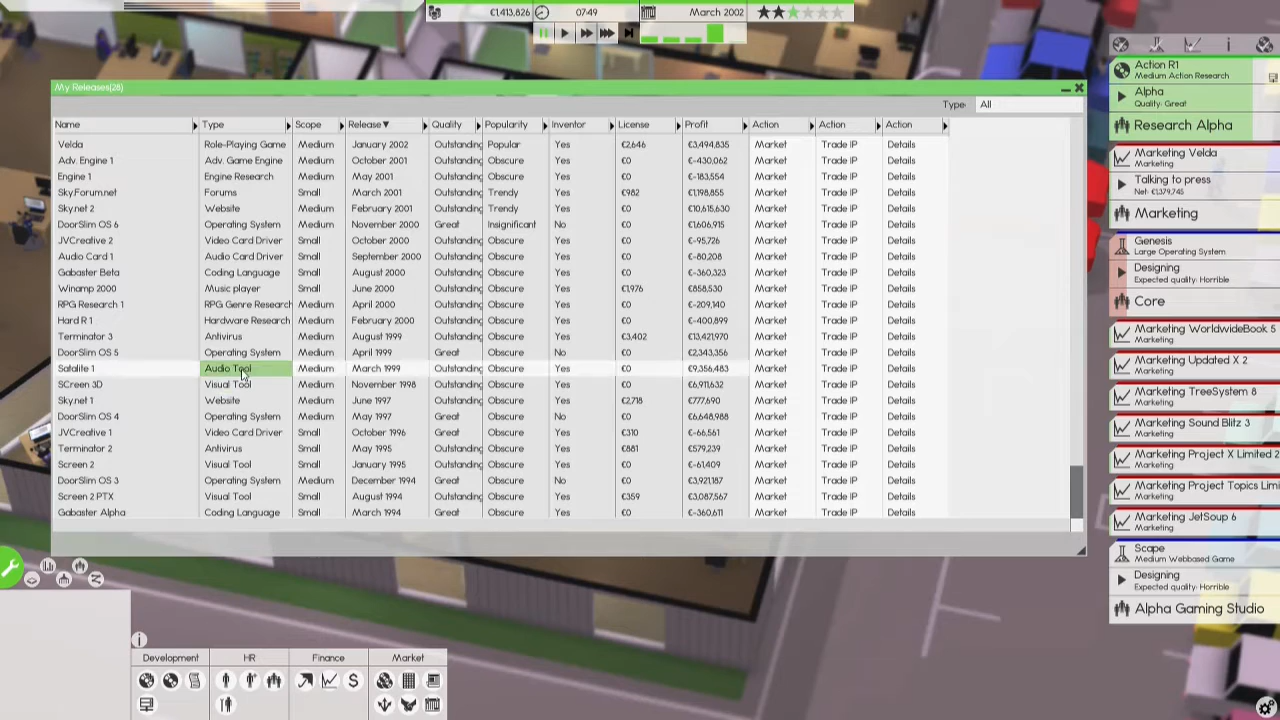 €1,413,826 07:49 March 2002
My Releases(28)
Type: All
Name Type Scope Release▼ Quality Popularity Inventor License Profit Action Action Action
Velda Role-Playing Game Medium January 2002 Outstanding Popular Yes €2,646 €3,494,835 Market Trade IP Details
Adv. Engine 1 Adv. Game Engine Medium October 2001 Outstanding Obscure Yes €0 €-430,062 Market Trade IP Details
Engine 1 Engine Research Medium May 2001 Outstanding Obscure Yes €0 €-183,554 Market Trade IP Details
Sky.Forum.net Forums Small March 2001 Outstanding Trendy Yes €982 €1,198,855 Market Trade IP Details
Sky.net 2 Website Medium February 2001 Outstanding Trendy Yes €0 €10,615,630 Market Trade IP Details
DoorSlim OS 6 Operating System Medium November 2000 Great Insignificant No €0 €1,606,915 Market Trade IP Details
JVCreative 2 Video Card Driver Small October 2000 Outstanding Obscure Yes €0 €-95,726 Market Trade IP Details
Audio Card 1 Audio Card Driver Small September 2000 Outstanding Obscure Yes €0 €-80,208 Market Trade IP Details
Gabaster Beta Coding Language Small August 2000 Outstanding Obscure Yes €0 €-360,323 Market Trade IP Details
Winamp 2000 Music player Small June 2000 Outstanding Obscure Yes €1,976 €858,530 Market Trade IP Details
RPG Research 1 RPG Genre Research Medium April 2000 Outstanding Obscure Yes €0 €-209,140 Market Trade IP Details
Hard R 1 Hardware Research Medium February 2000 Outstanding Obscure Yes €0 €-400,899 Market Trade IP Details
Terminator 3 Antivirus Medium August 1999 Outstanding Obscure Yes €3,402 €13,421,970 Market Trade IP Details
DoorSlim OS 5 Operating System Medium April 1999 Great Obscure No €0 €2,343,356 Market Trade IP Details
Satalite 1 Audio Tool Medium March 1999 Outstanding Obscure Yes €0 €9,356,483 Market Trade IP Details
SCreen 3D Visual Tool Medium November 1998 Outstanding Obscure Yes €0 €6,911,632 Market Trade IP Details
Sky.net 1 Website Medium June 1997 Outstanding Obscure Yes €2,718 €777,690 Market Trade IP Details
DoorSlim OS 4 Operating System Medium May 1997 Great Obscure No €0 €6,648,988 Market Trade IP Details
JVCreative 1 Video Card Driver Small October 1996 Great Obscure Yes €310 €-66,561 Market Trade IP Details
Terminator 2 Antivirus Small May 1995 Outstanding Obscure Yes €881 €579,239 Market Trade IP Details
Screen 2 Visual Tool Small January 1995 Outstanding Obscure Yes €0 €-61,409 Market Trade IP Details
DoorSlim OS 3 Operating System Small December 1994 Great Obscure No €0 €3,921,187 Market Trade IP Details
Screen 2 PTX Visual Tool Small August 1994 Outstanding Obscure Yes €359 €3,087,567 Market Trade IP Details
Gabaster Alpha Coding Language Small March 1994 Great Obscure Yes €0 €-360,611 Market Trade IP Details
Action R1
Medium Action Research
Alpha
Quality: Great
Research Alpha
Marketing Velda
Marketing
Talking to press
Net: €1,379,745
Marketing
Genesis
Large Operating System
Designing
Expected quality: Horrible
Core
Marketing WorldwideBook 5
Marketing
Marketing Updated X 2
Marketing
Marketing TreeSystem 8
Marketing
Marketing Sound Blitz 3
Marketing
Marketing Project X Limited 2
Marketing
Marketing Project Topics Limi
Marketing
Marketing JetSoup 6
Marketing
Scape
Medium Webbased Game
Designing
Expected quality: Horrible
Alpha Gaming Studio
Development HR Finance Market